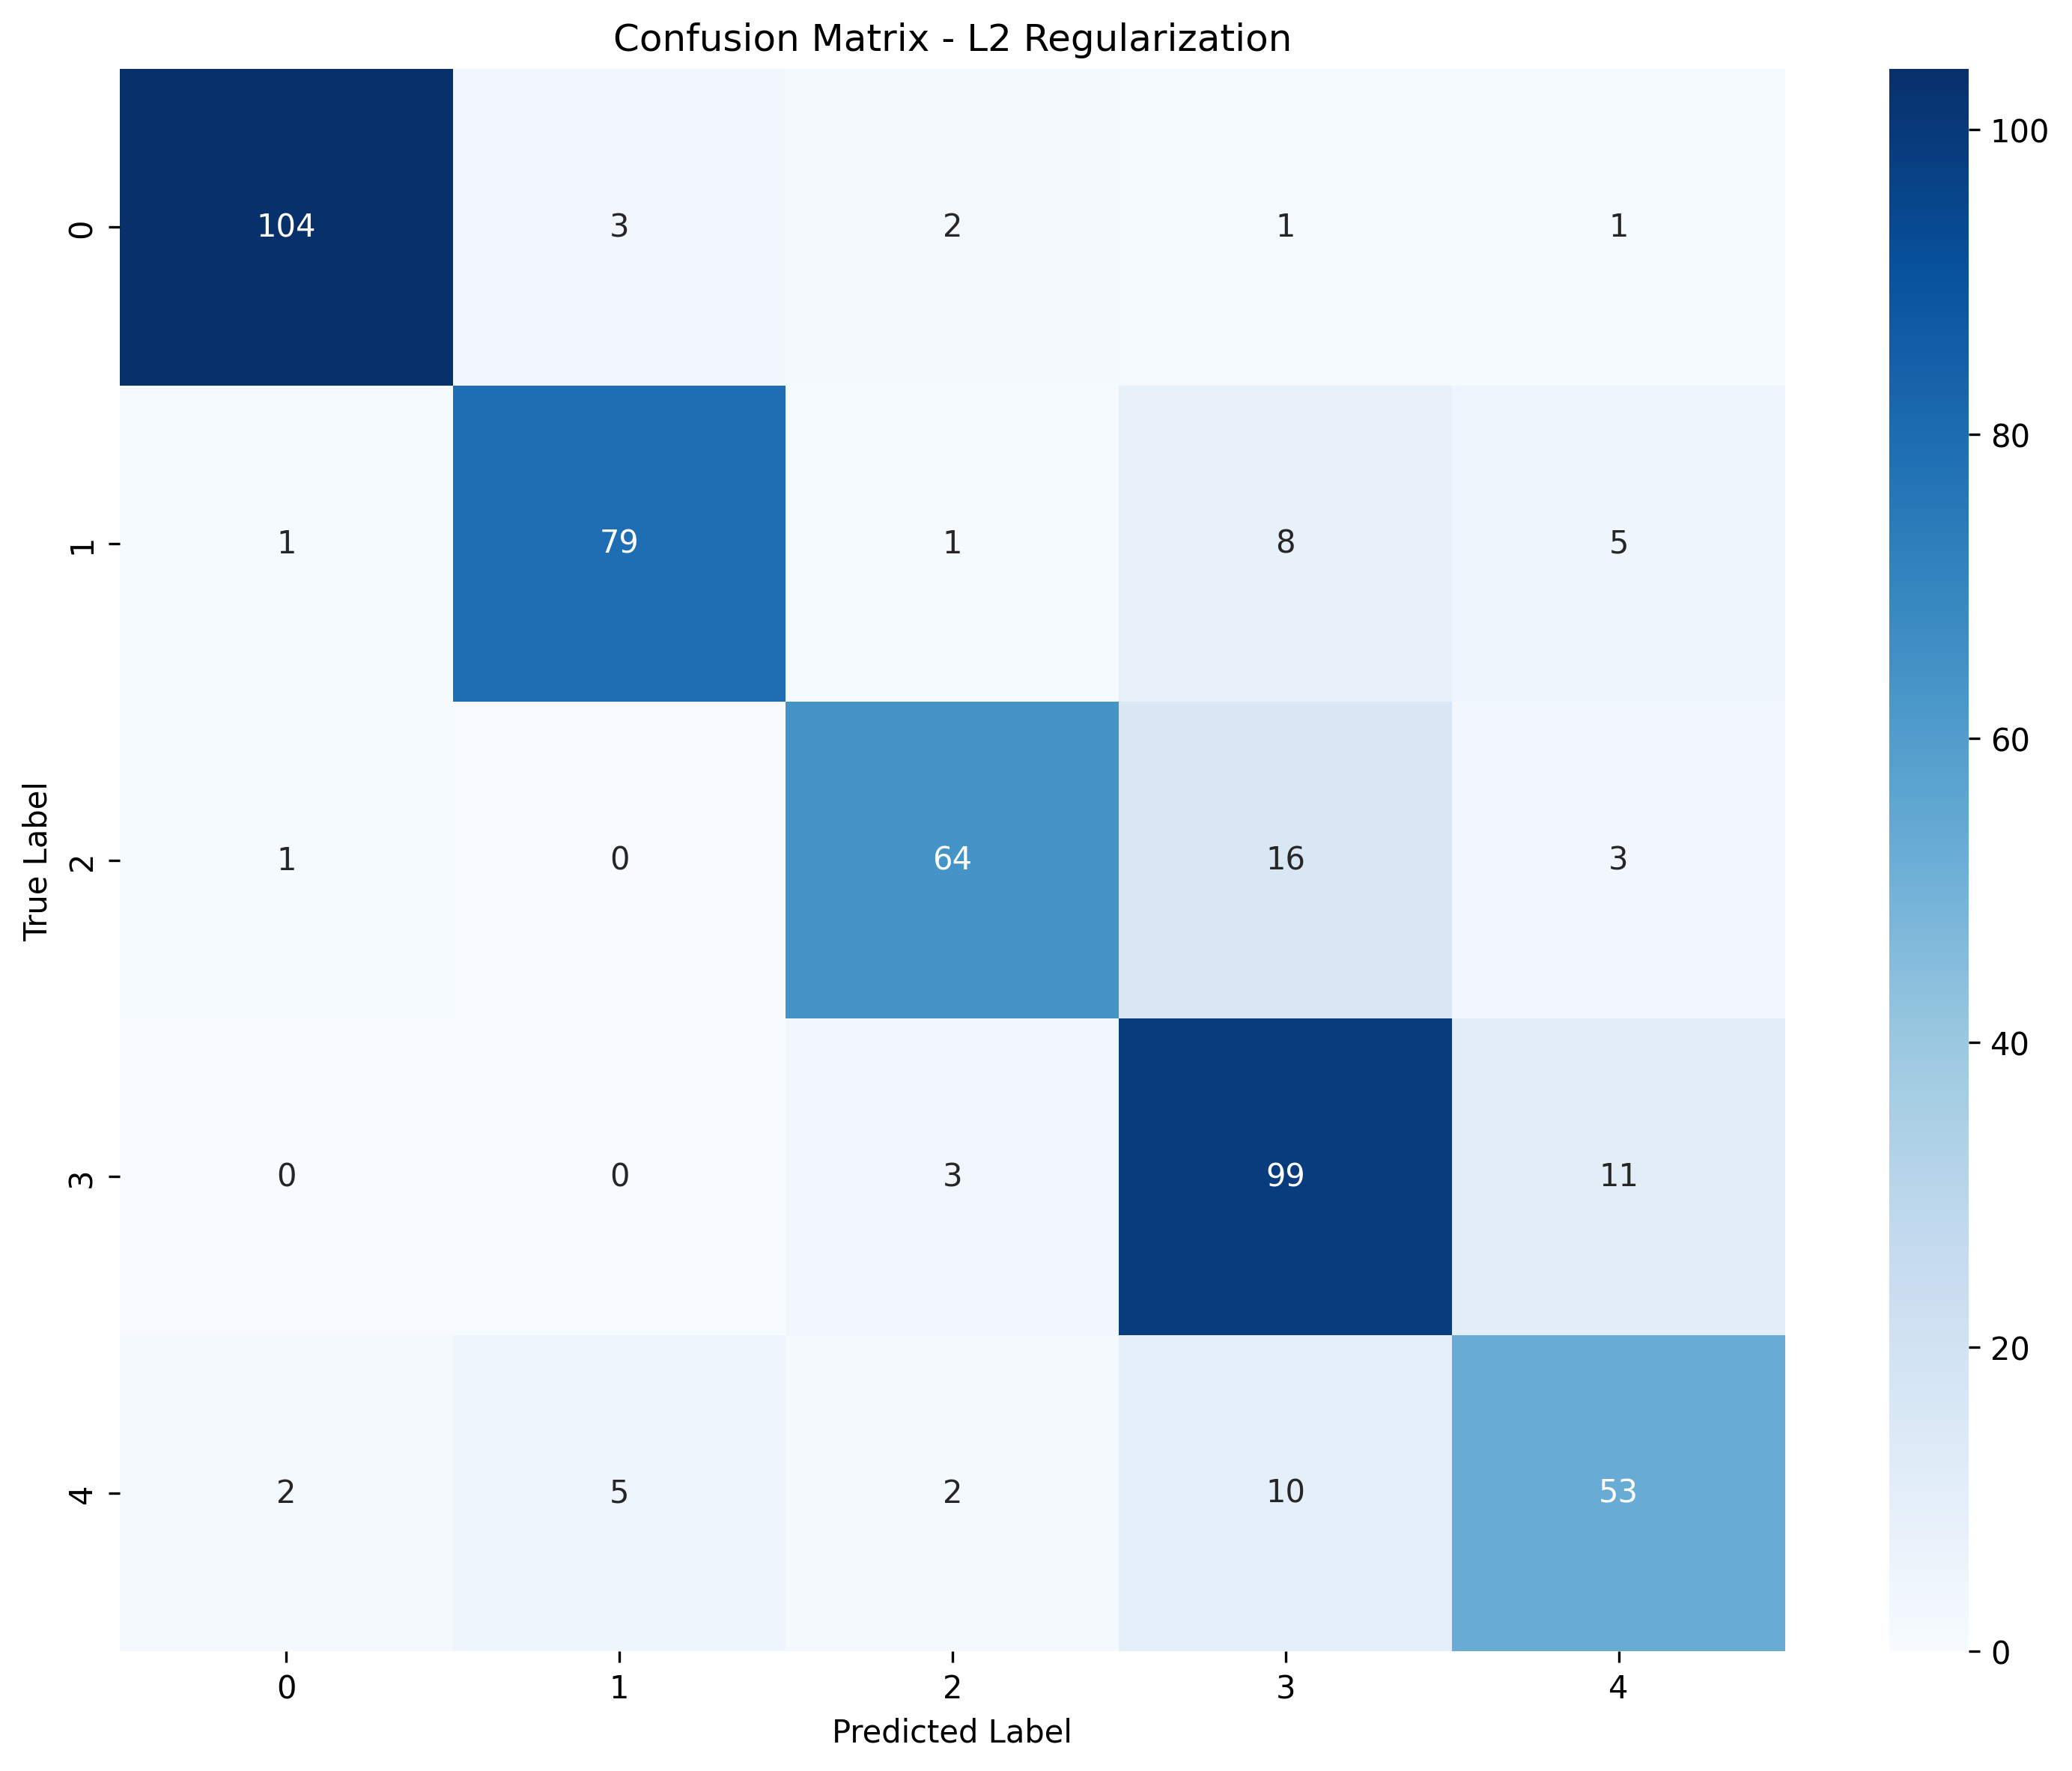 Confusion Matrix - L2 Regularization
0 104 3 2 1 1
1 1 79 1 8 5
2 1 0 64 16 3
3 0 0 3 99 11
4 2 5 2 10 53
0 1 2 3 4
Predicted Label
True Label
100
80
60
40
20
0